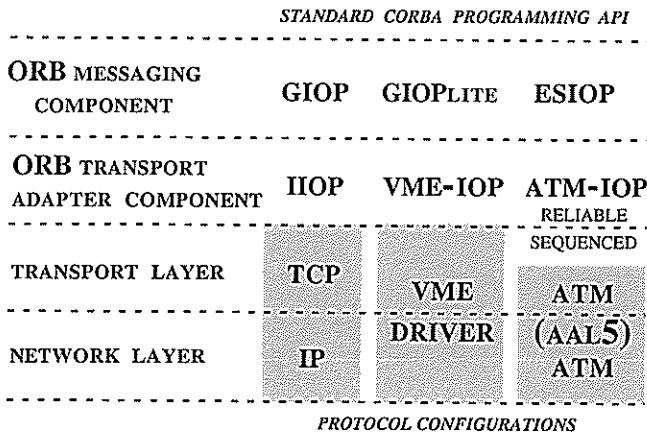 STANDARD CORBA PROGRAMMING API
ORB MESSAGING
COMPONENT
GIOP GIOPLITE ESIOP
ORB TRANSPORT
ADAPTER COMPONENT
IIOP VME-IOP ATM-IOP
RELIABLE
SEQUENCED
TRANSPORT LAYER
TCP
VME
ATM
DRIVER
(AAL5)
NETWORK LAYER
IP
ATM
PROTOCOL CONFIGURATIONS